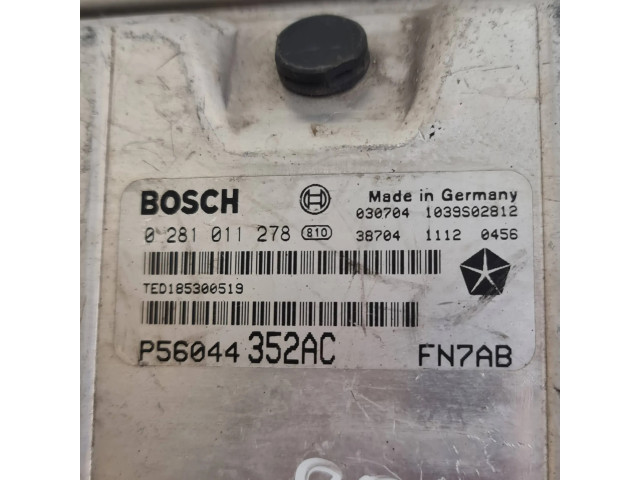 BOSCH Made in Germany
030704 1039S02812
0 281 011 278 810 38704 1112 0456
TED185300519
P56044 352AC FN7AB